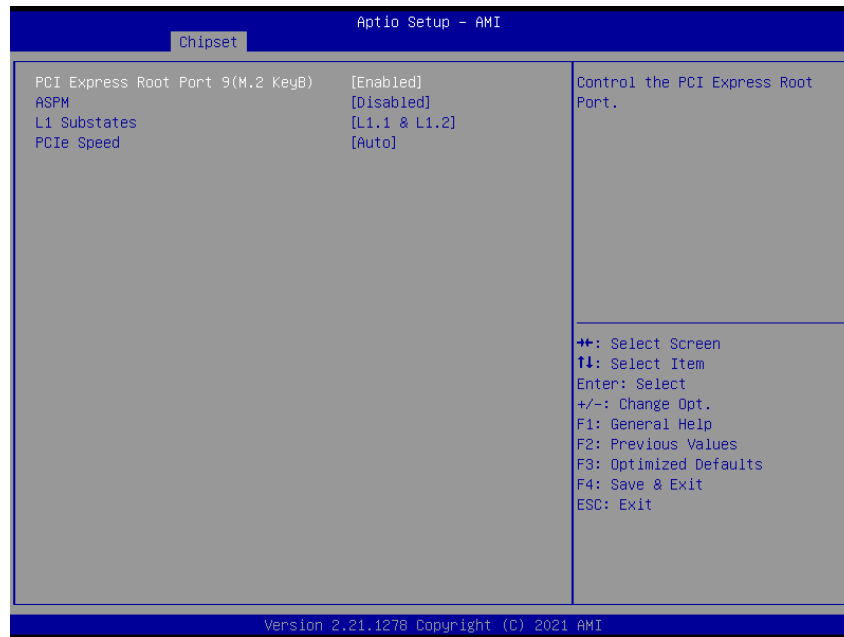 Aptio Setup – AMI
Chipset
PCI Express Root Port 9(M.2 KeyB) [Enabled]
ASPM [Disabled]
L1 Substates [L1.1 & L1.2]
PCIe Speed [Auto]
Control the PCI Express Root
Port.
→←: Select Screen
↑↓: Select Item
Enter: Select
+/-: Change Opt.
F1: General Help
F2: Previous Values
F3: Optimized Defaults
F4: Save & Exit
ESC: Exit
Version 2.21.1278 Copyright (C) 2021 AMI